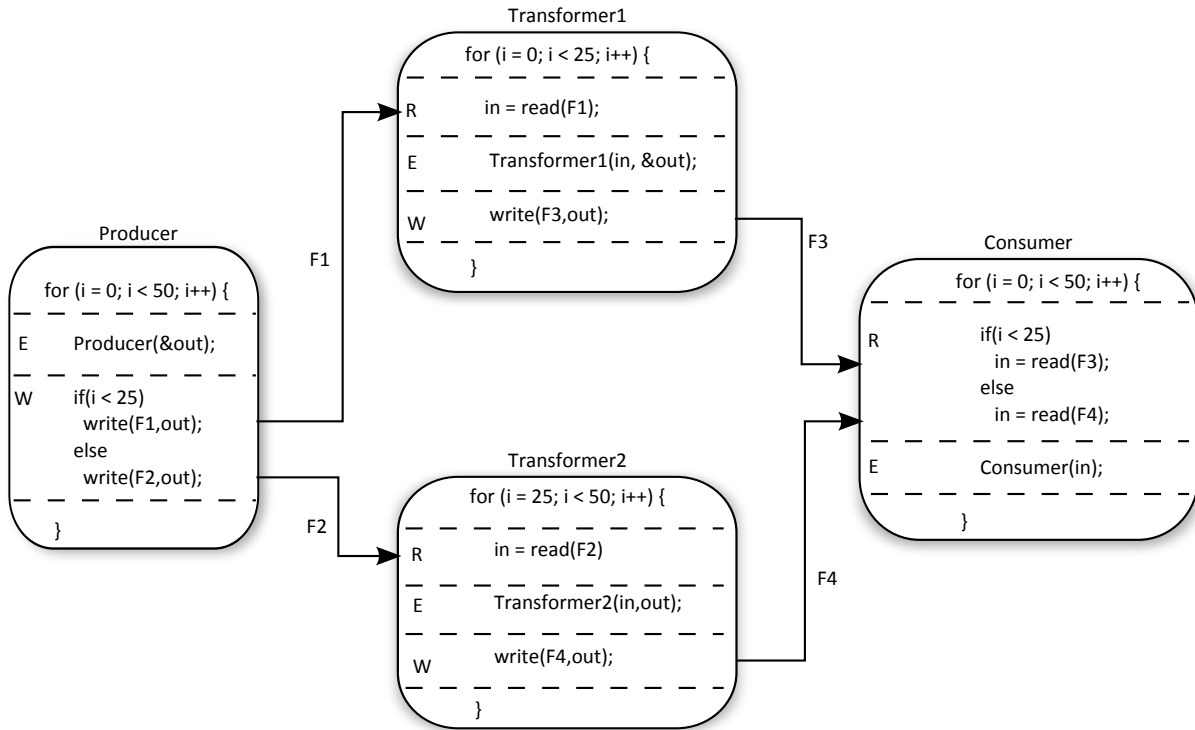 Transformer1
for (i = 0; i < 25; i++) {
R in = read(F1);
E Transformer1(in, &out);
W write(F3,out);
}
Producer
for (i = 0; i < 50; i++) {
E Producer(&out);
W if(i < 25)
write(F1,out);
else
write(F2,out);
}
F1
F2
Transformer2
for (i = 25; i < 50; i++) {
R in = read(F2)
E Transformer2(in,out);
W write(F4,out);
}
F3
F4
Consumer
for (i = 0; i < 50; i++) {
R if(i < 25)
in = read(F3);
else
in = read(F4);
E Consumer(in);
}